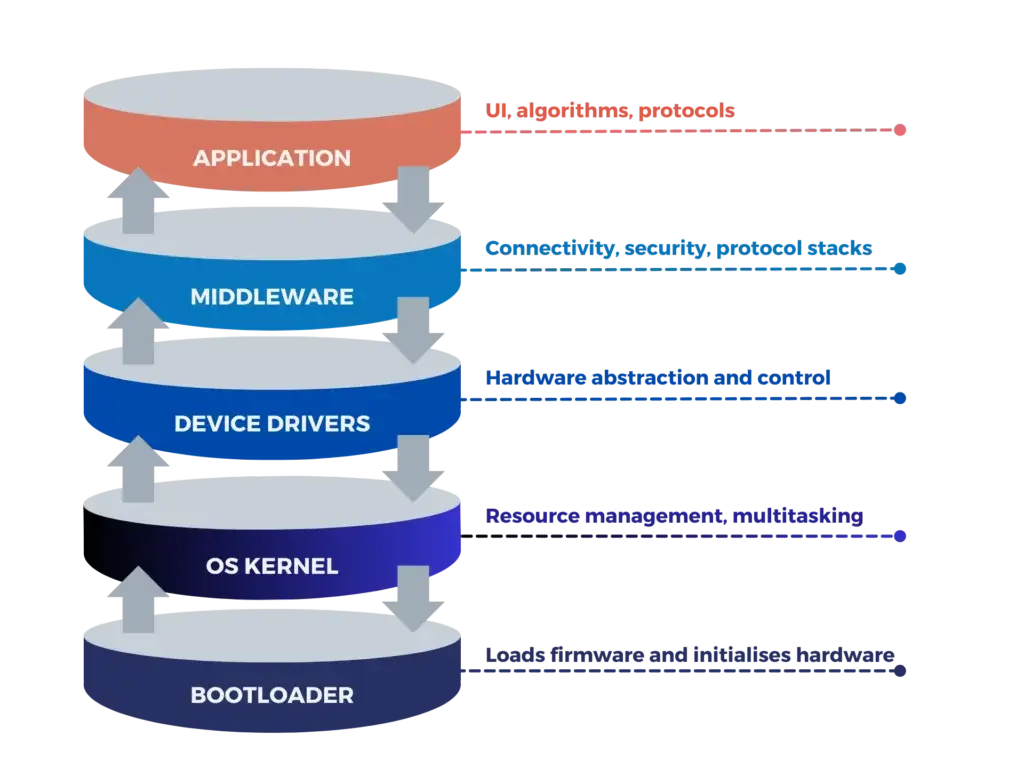 UI, algorithms, protocols
APPLICATION
Connectivity, security, protocol stacks
MIDDLEWARE
Hardware abstraction and control
DEVICE DRIVERS
Resource management, multitasking
OS KERNEL
Loads firmware and initialises hardware
BOOTLOADER